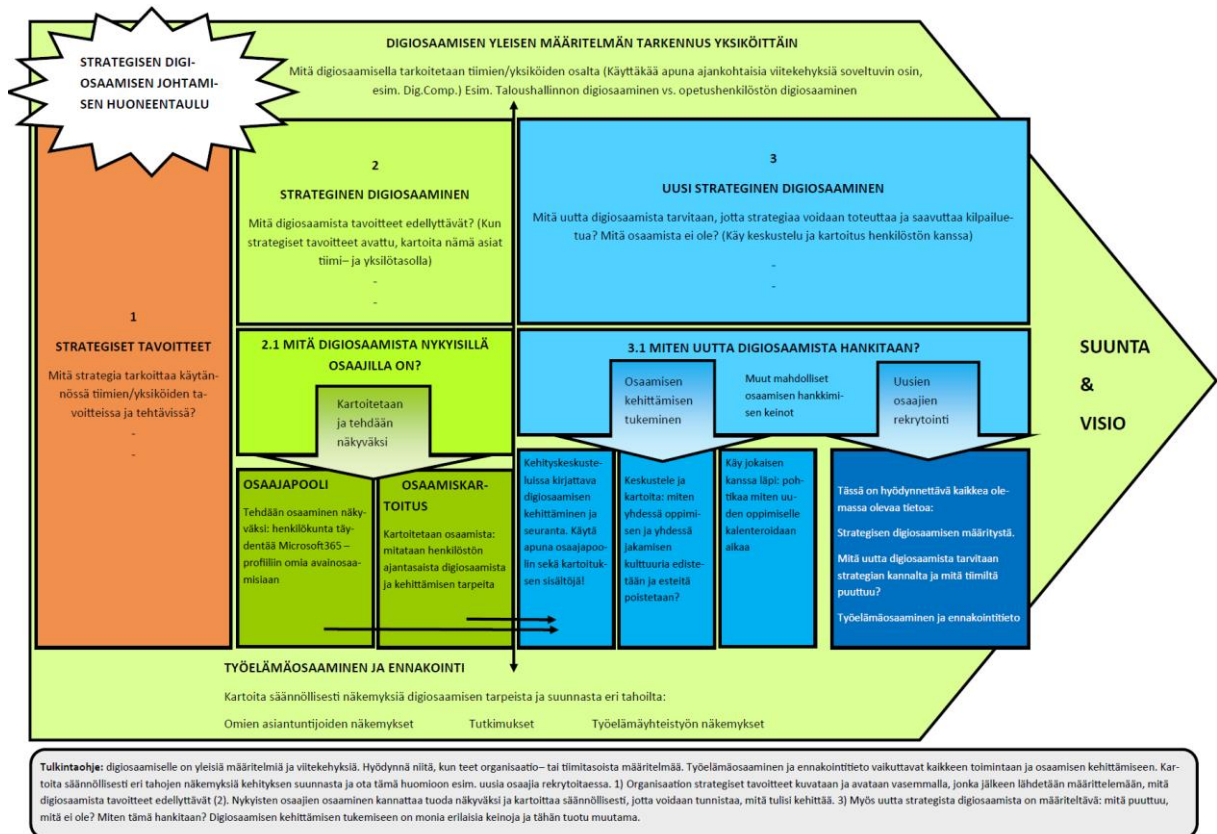 STRATEGISEN DIGI-
OSAAMISEN JOHTAMI-
SEN HUONEENTAULU
DIGIOSAAMISEN YLEISEN MÄÄRITELMÄN TARKENNUS YKSIKÖITTÄIN
Mitä digiosaamisella tarkoitetaan tiimien/yksiköiden osalta (Käyttäkää apuna ajankohtaisia viitekehyksiä soveltuvin osin,
esim. Dig.Comp.) Esim. Taloushallinnon digiosaaminen vs. opetushenkilöstön digiosaaminen
1
STRATEGISET TAVOITTEET
Mitä strategia tarkoittaa käytän-
nössä tiimien/yksiköiden ta-
voitteissa ja tehtävissä?
-
-
2
STRATEGINEN DIGIOSAAMINEN
Mitä digiosaamista tavoitteet edellyttävät? (Kun
strategiset tavoitteet avattu, kartoita nämä asiat
tiimi– ja yksilötasolla)
-
-
3
UUSI STRATEGINEN DIGIOSAAMINEN
Mitä uutta digiosaamista tarvitaan, jotta strategiaa voidaan toteuttaa ja saavuttaa kilpailue-
tua? Mitä osaamista ei ole? (Käy keskustelu ja kartoitus henkilöstön kanssa)
-
-
2.1 MITÄ DIGIOSAAMISTA NYKYISILLÄ
OSAAJILLA ON?
Kartoitetaan
ja tehdään
näkyväksi
3.1 MITEN UUTTA DIGIOSAAMISTA HANKITAAN?
Osaamisen
kehittämisen
tukeminen
Muut mahdolliset
osaamisen hankkimi-
sen keinot
Uusien
osaajien
rekrytointi
OSAAJAPOOLI
Tehdään osaaminen näky-
väksi: henkilökunta täy-
dentää Microsoft365 –
profiiliin omia avainosaa-
misiaan
OSAAMISKAR-
TOITUS
Kartoitetaan osaamista:
mitataan henkilöstön
ajantasaista digiosaamista
ja kehittämisen tarpeita
Kehityskeskuste-
luissa kirjattava
digiosaamisen
kehittäminen ja
seuranta. Käytä
apuna osaajapoo-
lin sekä kartoituk-
sen sisältöjä!
Keskustele ja
kartoita: miten
yhdessä oppimi-
sen ja yhdessä
jakamisen
kulttuuria ediste-
tään ja esteitä
poistetaan?
Käy jokaisen
kanssa läpi: poh-
tikaa miten uu-
den oppimiselle
kalenteroidaan
aikaa
Tässä on hyödynnettävä kaikkea ole-
massa olevaa tietoa:
Strategisen digiosaamisen määritystä.
Mitä uutta digiosaamista tarvitaan
strategian kannalta ja mitä tiimiltä
puuttuu?
Työelämäosaaminen ja ennakointitieto
SUUNTA
&
VISIO
TYÖELÄMÄOSAAMINEN JA ENNAKOINTI
Kartoita säännöllisesti näkemyksiä digiosaamisen tarpeista ja suunnasta eri tahoilta:
Omien asiantuntijoiden näkemykset Tutkimukset Työelämäyhteistyön näkemykset
Tulkintaohje: digiosaamiselle on yleisiä määritelmiä ja viitekehyksiä. Hyödynnä niitä, kun teet organisaatio– tai tiimitasoista määritelmää. Työelämäosaaminen ja ennakointitieto vaikuttavat kaikkeen toimintaan ja osaamisen kehittämiseen. Kar-
toita säännöllisesti eri tahojen näkemyksiä kehityksen suunnasta ja ota tämä huomioon esim. uusia osaajia rekrytoitaessa. 1) Organisaation strategiset tavoitteet kuvataan ja avataan vasemmalla, jonka jälkeen lähdetään määrittelemään, mitä
digiosaamista tavoitteet edellyttävät (2). Nykyisten osaajien osaaminen kannattaa tuoda näkyväksi ja kartoittaa säännöllisesti, jotta voidaan tunnistaa, mitä tulisi kehittää. 3) Myös uutta strategista digiosaamista on määriteltävä: mitä puuttuu,
mitä ei ole? Miten tämä hankitaan? Digiosaamisen kehittämisen tukemiseen on monia erilaisia keinoja ja tähän tuotu muutama.